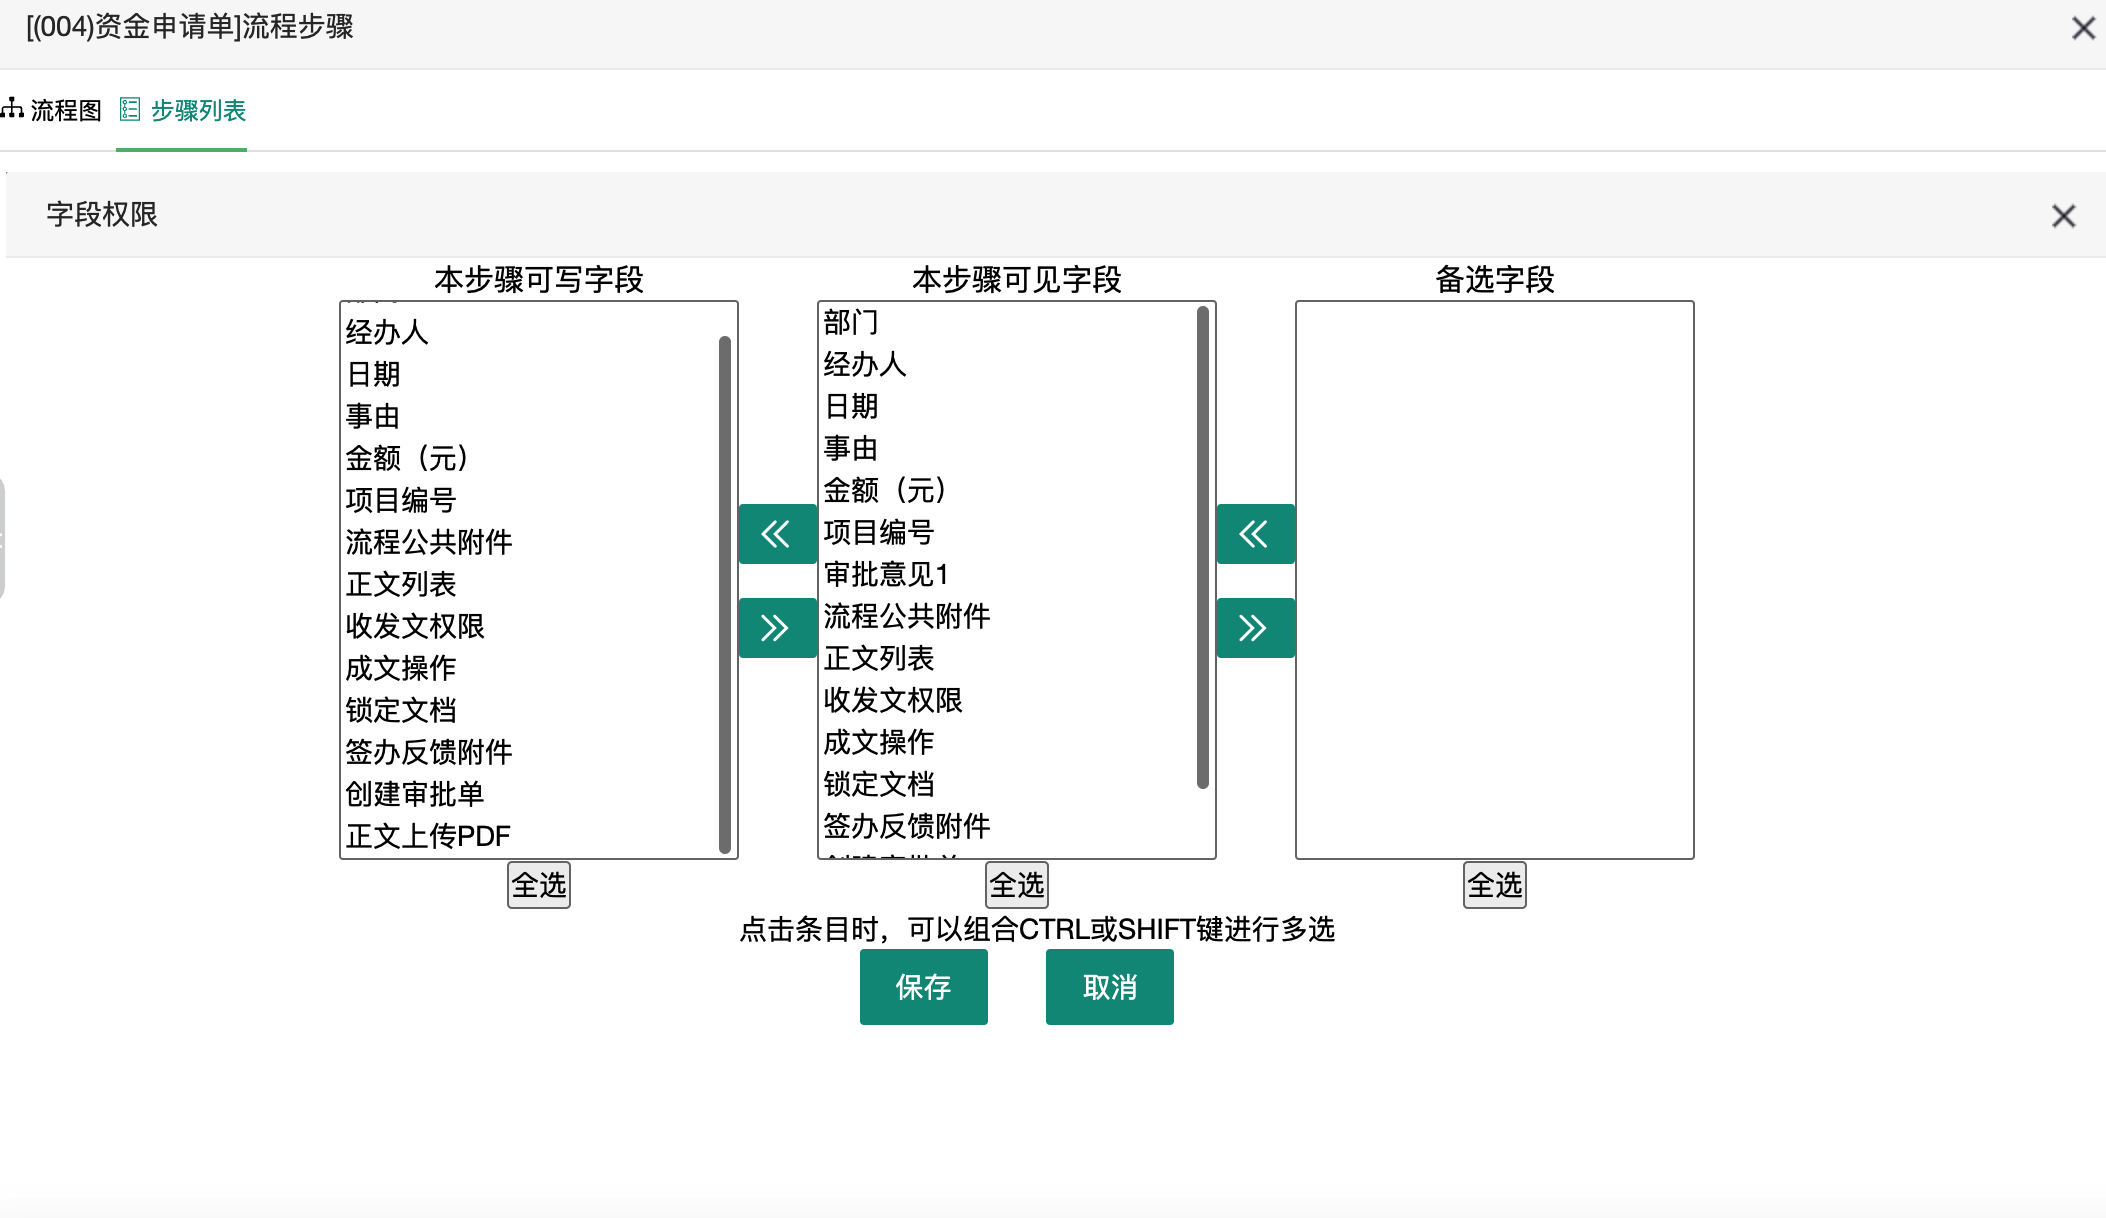 [(004)资金申请单]流程步骤
流程图 步骤列表
字段权限
本步骤可写字段
经办人
日期
事由
金额（元）
项目编号
流程公共附件
正文列表
收发文权限
成文操作
锁定文档
签办反馈附件
创建审批单
正文上传PDF
全选
本步骤可见字段
部门
经办人
日期
事由
金额（元）
项目编号
审批意见1
流程公共附件
正文列表
收发文权限
成文操作
锁定文档
签办反馈附件
全选
备选字段
全选
点击条目时，可以组合CTRL或SHIFT键进行多选
保存 取消